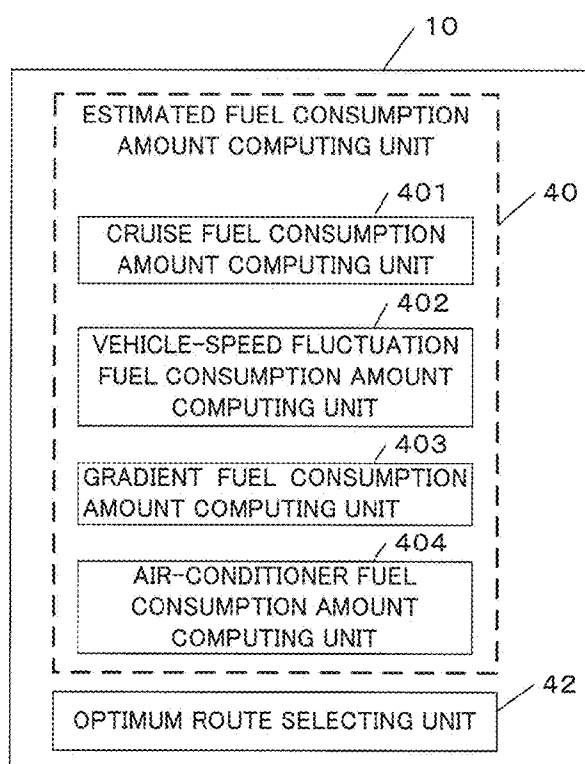 10
ESTIMATED FUEL CONSUMPTION
AMOUNT COMPUTING UNIT
40
401
CRUISE FUEL CONSUMPTION
AMOUNT COMPUTING UNIT
402
VEHICLE-SPEED FLUCTUATION
FUEL CONSUMPTION AMOUNT
COMPUTING UNIT
403
GRADIENT FUEL CONSUMPTION
AMOUNT COMPUTING UNIT
404
AIR-CONDITIONER FUEL
CONSUMPTION AMOUNT
COMPUTING UNIT
42
OPTIMUM ROUTE SELECTING UNIT